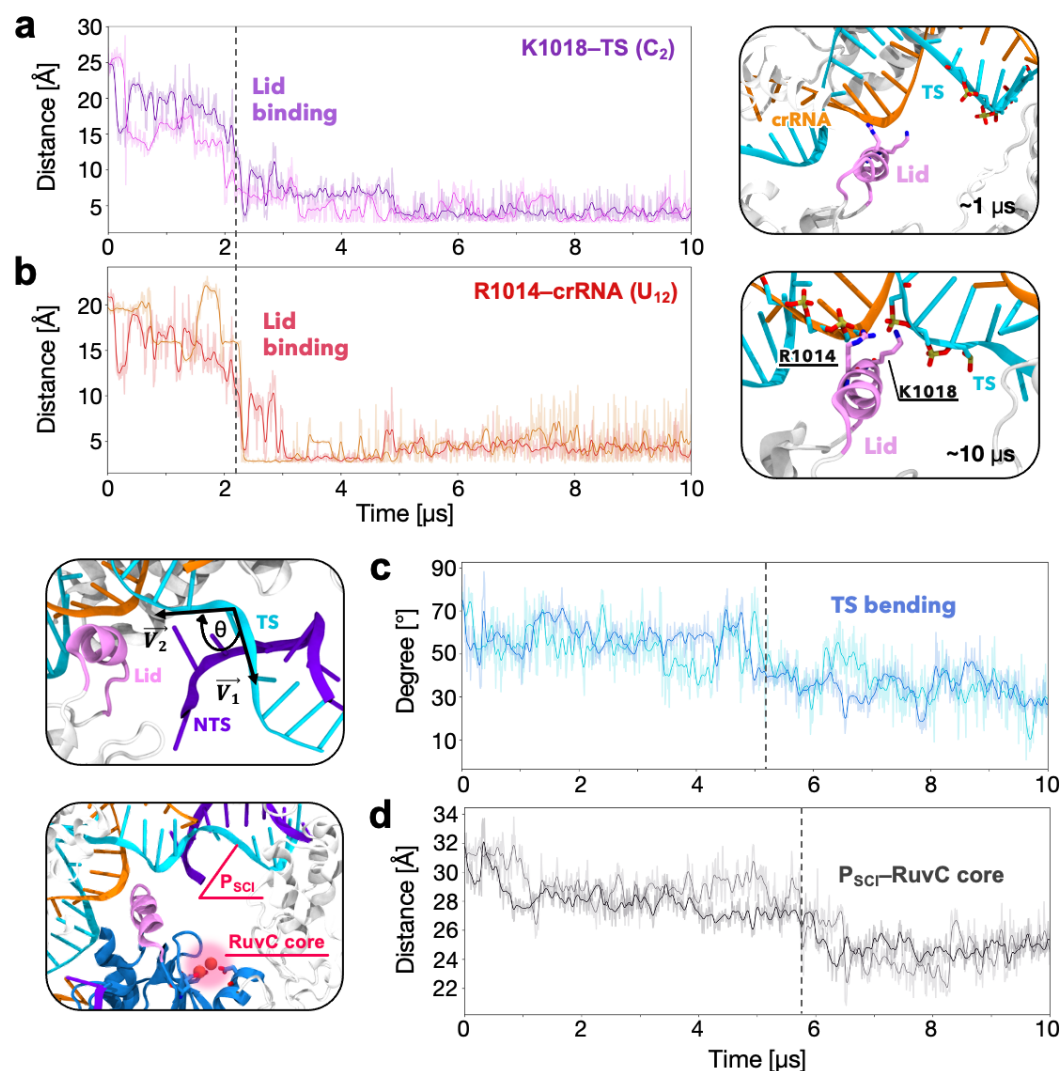 a
30
25
20
15
10
5
Distance [Å]
K1018–TS (C₂)
Lid
binding
0 2 4 6 8 10
crRNA
TS
Lid
~1 µs
b
20
15
10
5
Distance [Å]
R1014–crRNA (U₁₂)
Lid
binding
0 2 4 6 8 10
Time [µs]
R1014
K1018
TS
Lid
~10 µs
TS
V₂
θ
Lid
V₁
NTS
c
90
70
50
30
10
Degree [°]
TS bending
0 2 4 6 8 10
P_SCI
RuvC core
d
34
32
30
28
26
24
22
Distance [Å]
P_SCI–RuvC core
0 2 4 6 8 10
Time [µs]